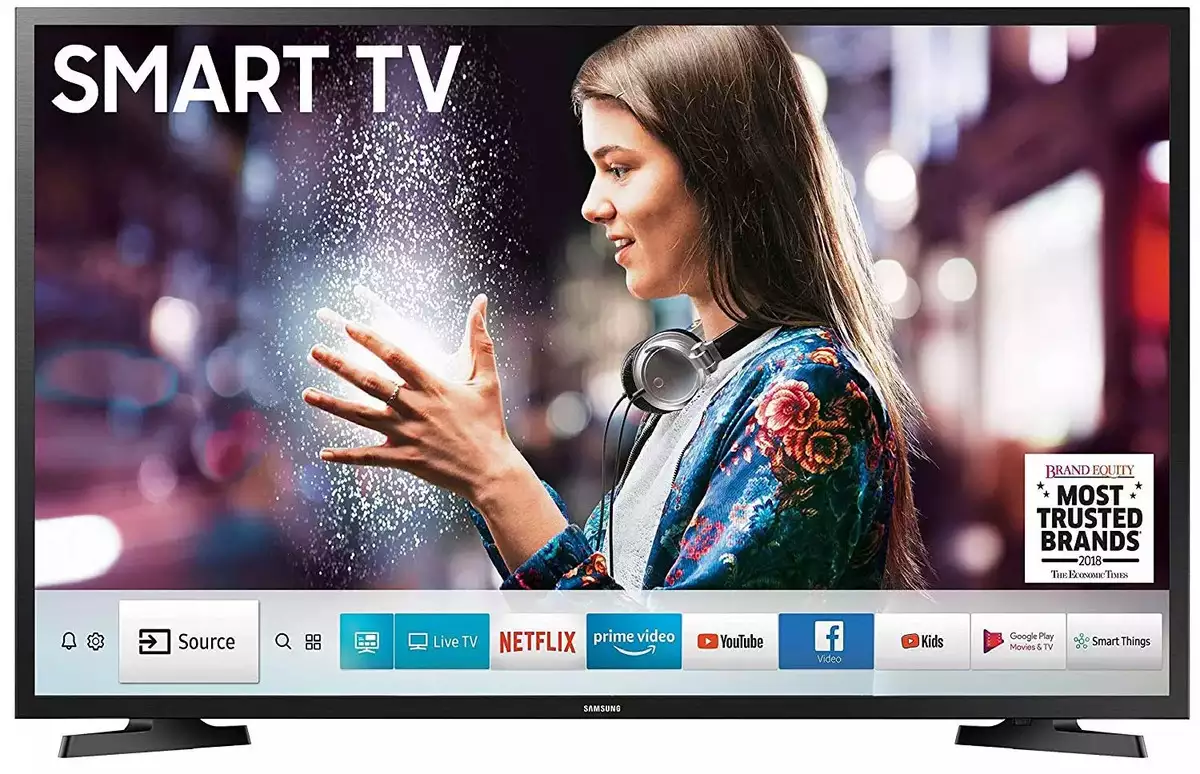 SMART TV
BRAND EQUITY
MOST
TRUSTED
BRANDS
2018
THE ECONOMIC TIMES
Source
Live TV
NETFLIX
prime video
YouTube
f
Video
Kids
Google Play
Movies & TV
Smart Things
SAMSUNG